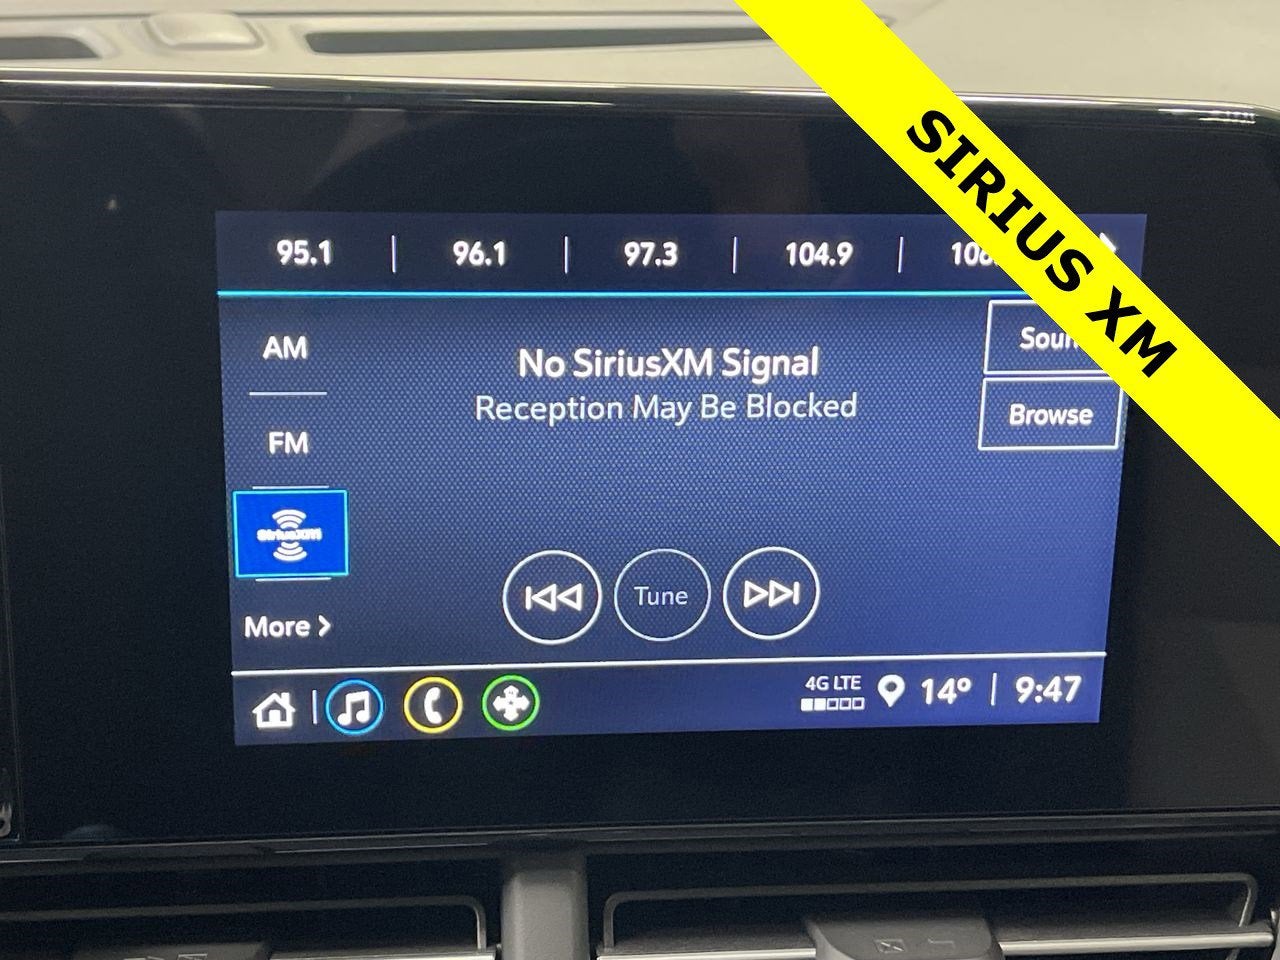 SIRIUS XM
95.1 | 96.1 | 97.3 | 104.9 |
AM
No SiriusXM Signal
Reception May Be Blocked
Browse
FM
SiriusXM
Tune
More >
4G LTE
14° | 9:47